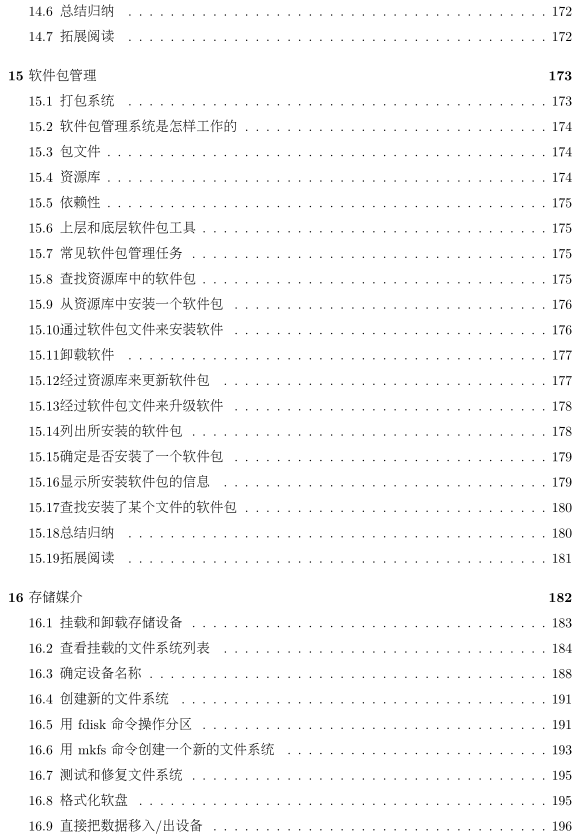 14.6 总结归纳 . . . . . . . . . . . . . . . . . . . . . . . . . . . . . . . . . . . . . . . . 172
14.7 拓展阅读 . . . . . . . . . . . . . . . . . . . . . . . . . . . . . . . . . . . . . . . . 172
15 软件包管理 173
15.1 打包系统 . . . . . . . . . . . . . . . . . . . . . . . . . . . . . . . . . . . . . . . . 173
15.2 软件包管理系统是怎样工作的 . . . . . . . . . . . . . . . . . . . . . . . . . . . . . 174
15.3 包文件 . . . . . . . . . . . . . . . . . . . . . . . . . . . . . . . . . . . . . . . . . . 174
15.4 资源库 . . . . . . . . . . . . . . . . . . . . . . . . . . . . . . . . . . . . . . . . . . 174
15.5 依赖性 . . . . . . . . . . . . . . . . . . . . . . . . . . . . . . . . . . . . . . . . . . 175
15.6 上层和底层软件包工具 . . . . . . . . . . . . . . . . . . . . . . . . . . . . . . . . . 175
15.7 常见软件包管理任务 . . . . . . . . . . . . . . . . . . . . . . . . . . . . . . . . . . 175
15.8 查找资源库中的软件包 . . . . . . . . . . . . . . . . . . . . . . . . . . . . . . . . . 175
15.9 从资源库中安装一个软件包 . . . . . . . . . . . . . . . . . . . . . . . . . . . . . . 176
15.10通过软件包文件来安装软件 . . . . . . . . . . . . . . . . . . . . . . . . . . . . . . 176
15.11卸载软件 . . . . . . . . . . . . . . . . . . . . . . . . . . . . . . . . . . . . . . . . 177
15.12经过资源库来更新软件包 . . . . . . . . . . . . . . . . . . . . . . . . . . . . . . . 177
15.13经过软件包文件来升级软件 . . . . . . . . . . . . . . . . . . . . . . . . . . . . . . 178
15.14列出所安装的软件包 . . . . . . . . . . . . . . . . . . . . . . . . . . . . . . . . . . 178
15.15确定是否安装了一个软件包 . . . . . . . . . . . . . . . . . . . . . . . . . . . . . . 179
15.16显示所安装软件包的信息 . . . . . . . . . . . . . . . . . . . . . . . . . . . . . . . 179
15.17查找安装了某个文件的软件包 . . . . . . . . . . . . . . . . . . . . . . . . . . . . . 180
15.18总结归纳 . . . . . . . . . . . . . . . . . . . . . . . . . . . . . . . . . . . . . . . . 180
15.19拓展阅读 . . . . . . . . . . . . . . . . . . . . . . . . . . . . . . . . . . . . . . . . 181
16 存储媒介 182
16.1 挂载和卸载存储设备 . . . . . . . . . . . . . . . . . . . . . . . . . . . . . . . . . . 183
16.2 查看挂载的文件系统列表 . . . . . . . . . . . . . . . . . . . . . . . . . . . . . . . 184
16.3 确定设备名称 . . . . . . . . . . . . . . . . . . . . . . . . . . . . . . . . . . . . . . 188
16.4 创建新的文件系统 . . . . . . . . . . . . . . . . . . . . . . . . . . . . . . . . . . . 191
16.5 用 fdisk 命令操作分区 . . . . . . . . . . . . . . . . . . . . . . . . . . . . . . . . . . 191
16.6 用 mkfs 命令创建一个新的文件系统 . . . . . . . . . . . . . . . . . . . . . . . . . 193
16.7 测试和修复文件系统 . . . . . . . . . . . . . . . . . . . . . . . . . . . . . . . . . . 195
16.8 格式化软盘 . . . . . . . . . . . . . . . . . . . . . . . . . . . . . . . . . . . . . . . 195
16.9 直接把数据移入/出设备 . . . . . . . . . . . . . . . . . . . . . . . . . . . . . . . . 196